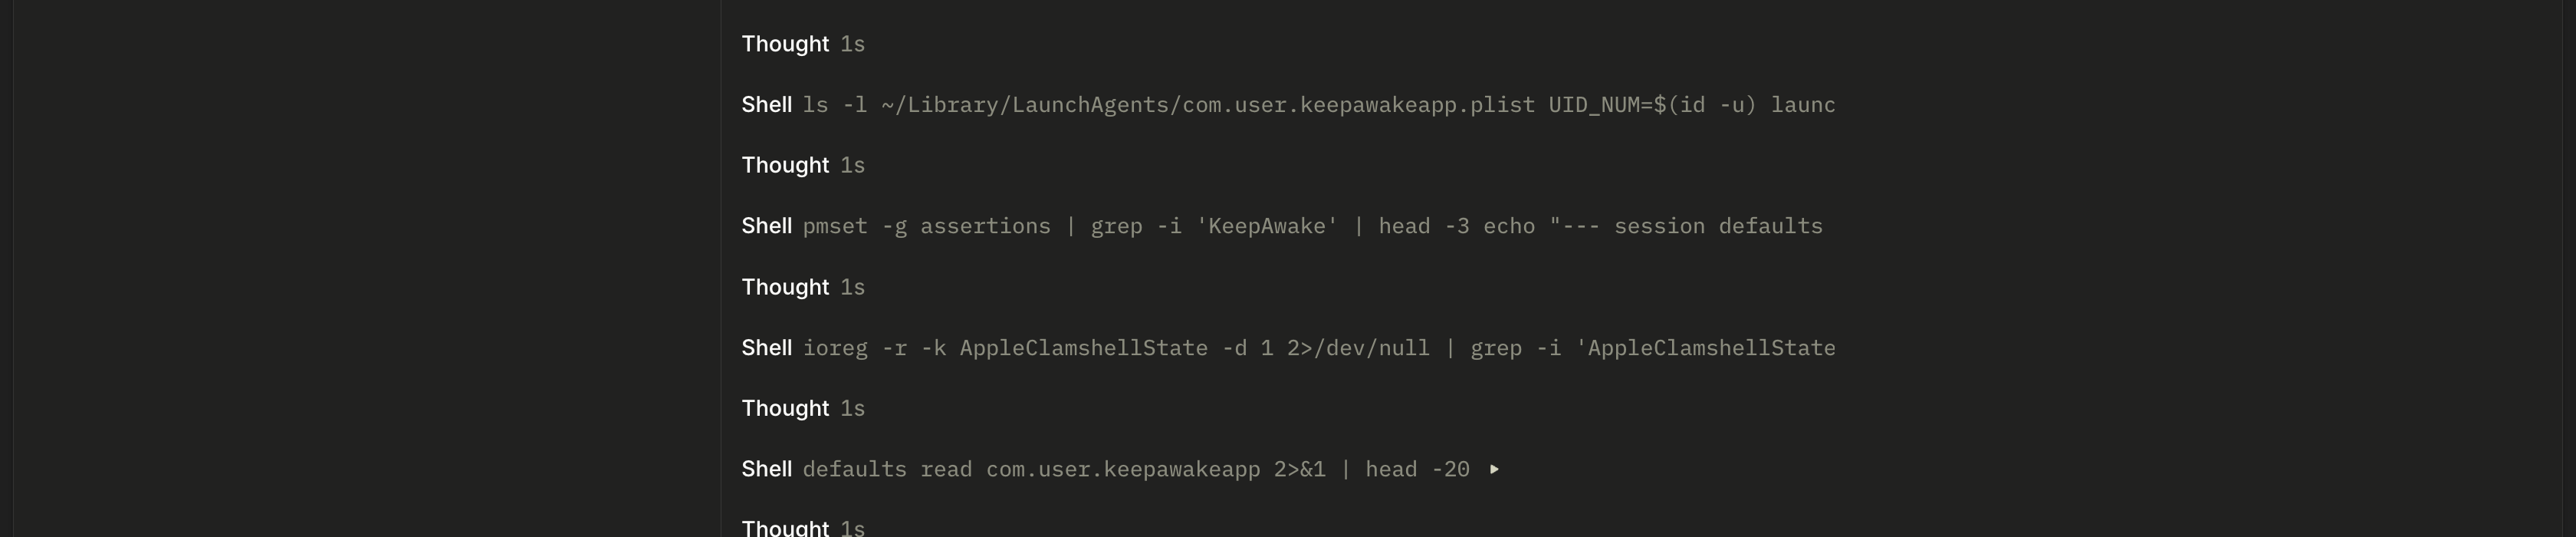 Thought 1s
Shell ls -l ~/Library/LaunchAgents/com.user.keepawakeapp.plist UID_NUM=$(id -u) launc
Thought 1s
Shell pmset -g assertions | grep -i 'KeepAwake' | head -3 echo "--- session defaults
Thought 1s
Shell ioreg -r -k AppleClamshellState -d 1 2>/dev/null | grep -i 'AppleClamshellState
Thought 1s
Shell defaults read com.user.keepawakeapp 2>&1 | head -20
Thought 1s